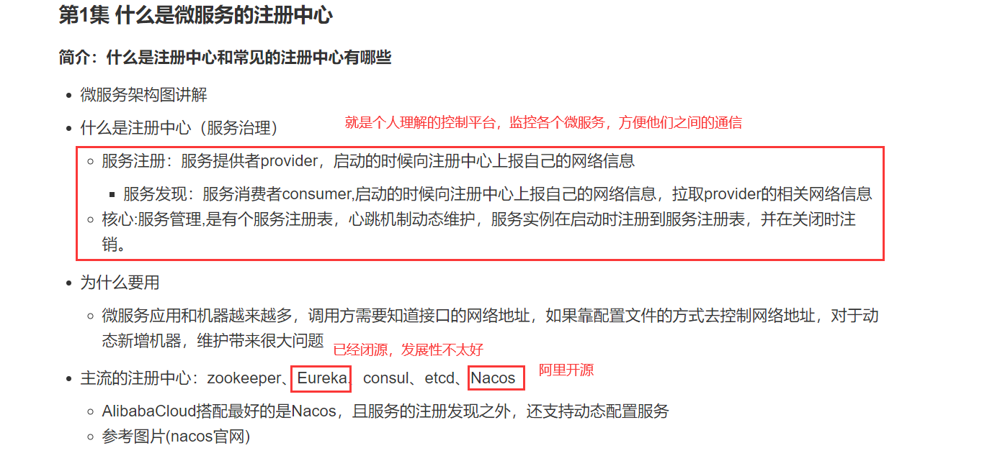 第1集 什么是微服务的注册中心
简介：什么是注册中心和常见的注册中心有哪些
微服务架构图讲解
什么是注册中心（服务治理）
就是个人理解的控制平台，监控各个微服务，方便他们之间的通信
服务注册：服务提供者provider，启动的时候向注册中心上报自己的网络信息
服务发现：服务消费者consumer,启动的时候向注册中心上报自己的网络信息，拉取provider的相关网络信息
核心:服务管理,是有个服务注册表，心跳机制动态维护，服务实例在启动时注册到服务注册表，并在关闭时注
销。
为什么要用
微服务应用和机器越来越多，调用方需要知道接口的网络地址，如果靠配置文件的方式去控制网络地址，对于动
态新增机器，维护带来很大问题
已经闭源，发展性不太好
主流的注册中心：zookeeper、Eureka、consul、etcd、Nacos
阿里开源
AlibabaCloud搭配最好的是Nacos，且服务的注册发现之外，还支持动态配置服务
参考图片(nacos官网)